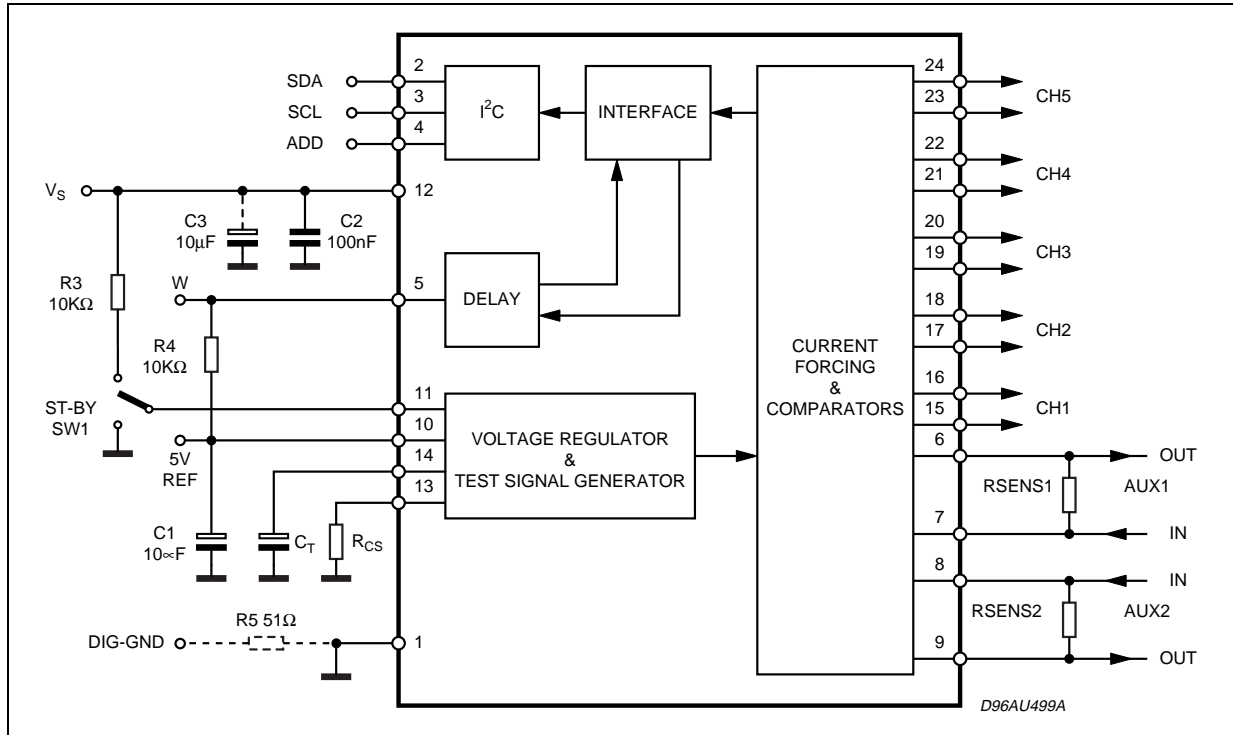 SDA
SCL
ADD
2
3
4
I²C
INTERFACE
24
23
CH5
22
21
CH4
20
19
CH3
18
17
CH2
16
15
CH1
V_S
12
C3
10µF
C2
100nF
R3
10KΩ
W
5
DELAY
R4
10KΩ
CURRENT
FORCING
&
COMPARATORS
ST-BY
SW1
11
10
14
13
VOLTAGE REGULATOR
&
TEST SIGNAL GENERATOR
5V
REF
C1
10∝F
C_T
R_CS
6
OUT
RSENS1
AUX1
7
IN
8
IN
RSENS2
AUX2
9
OUT
R5 51Ω
DIG-GND
1
D96AU499A